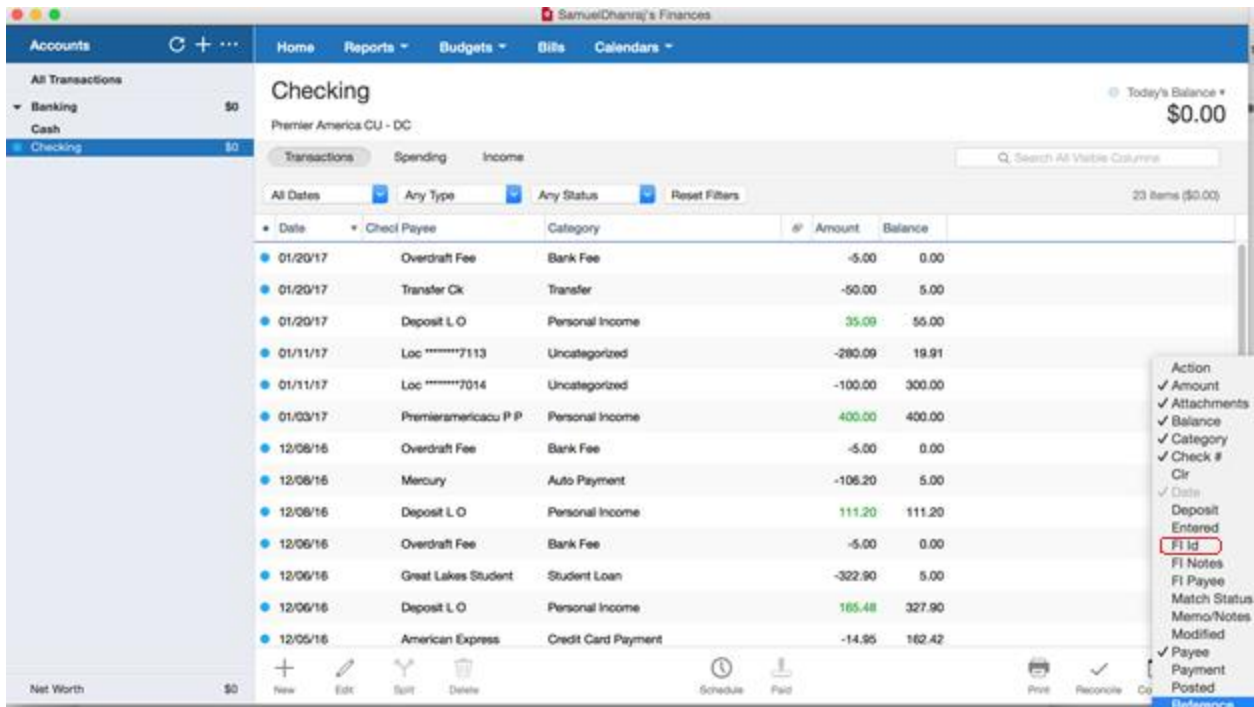 SamuelDhanraj's Finances
Accounts
Home Reports Budgets Bills Calendars
All Transactions
Banking $0
Cash
Checking $0
Checking
Today's Balance
$0.00
Premier America CU - DC
Transactions Spending Income
Search All Visible Columns
All Dates Any Type Any Status Reset Filters 23 items ($0.00)
Date Check Payee Category Amount Balance
01/20/17 Overdraft Fee Bank Fee -5.00 0.00
01/20/17 Transfer Ck Transfer -50.00 5.00
01/20/17 Deposit L O Personal Income 35.09 55.00
01/11/17 Loc ********7113 Uncategorized -280.09 19.91
01/11/17 Loc ********7014 Uncategorized -100.00 300.00
01/03/17 Premieramericacu P P Personal Income 400.00 400.00
12/08/16 Overdraft Fee Bank Fee -5.00 0.00
12/08/16 Mercury Auto Payment -106.20 5.00
12/08/16 Deposit L O Personal Income 111.20 111.20
12/06/16 Overdraft Fee Bank Fee -5.00 0.00
12/06/16 Great Lakes Student Student Loan -322.90 5.00
12/06/16 Deposit L O Personal Income 165.48 327.90
12/05/16 American Express Credit Card Payment -14.95 162.42
Action
Amount
Attachments
Balance
Category
Check #
Clr
Date
Deposit
Entered
FI Id
FI Notes
FI Payee
Match Status
Memo/Notes
Modified
Payee
Payment
Posted
Reference
New Edit Split Delete Schedule Paid Print Reconcile
Net Worth $0